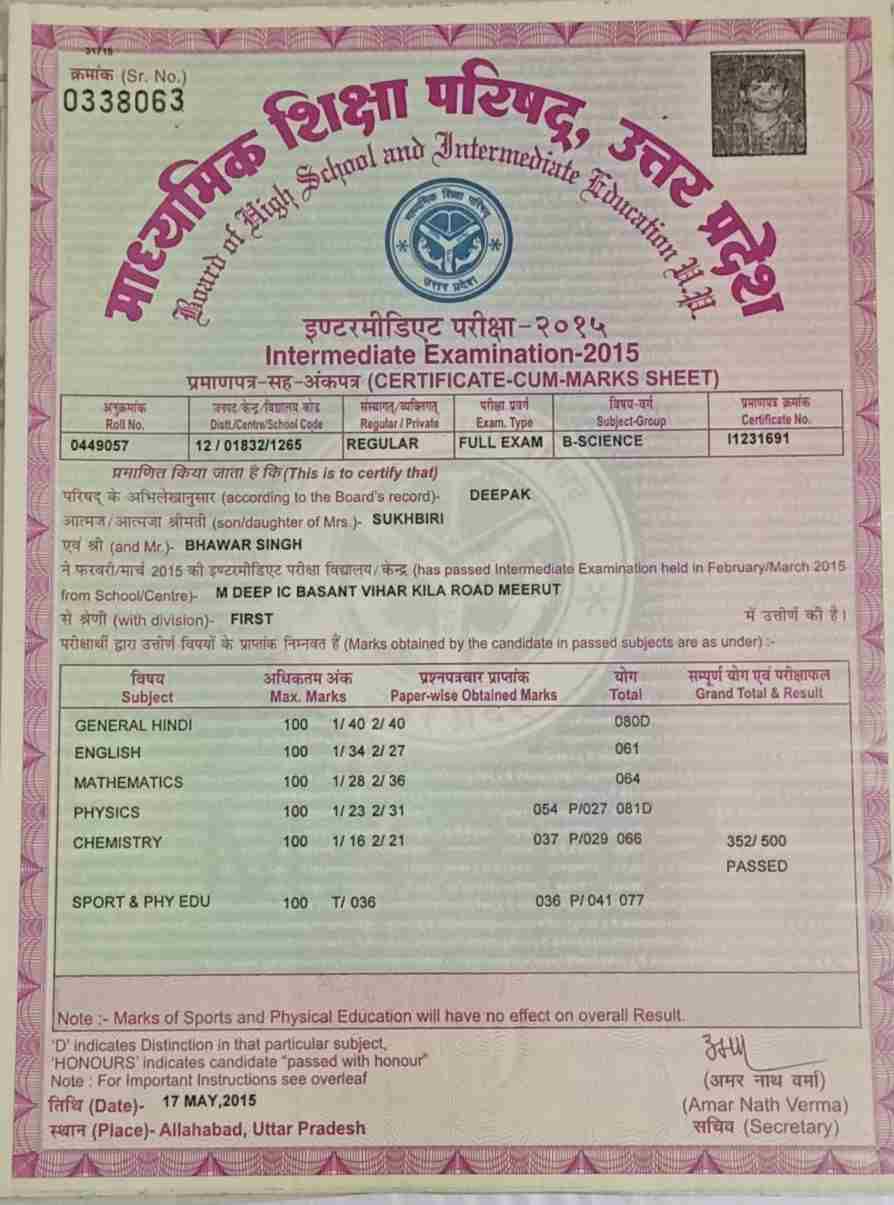 31/15
क्रमांक (Sr. No.)
0338063
माध्यमिक शिक्षा परिषद्, उत्तर प्रदेश
Board of High School and Intermediate Education U.P.
माध्यमिक शिक्षा परिषद्
उत्तर प्रदेश
इण्टरमीडिएट परीक्षा-२०१५
Intermediate Examination-2015
प्रमाणपत्र-सह-अंकपत्र (CERTIFICATE-CUM-MARKS SHEET)
अनुक्रमांक जनपद/केन्द्र/विद्यालय कोड संस्थागत/व्यक्तिगत परीक्षा प्रवर्ग विषय-वर्ग प्रमाणपत्र क्रमांक
Roll No. Distt./Centre/School Code Regular / Private Exam. Type Subject-Group Certificate No.
0449057 12 / 01832/1265 REGULAR FULL EXAM B-SCIENCE I1231691
प्रमाणित किया जाता है कि (This is to certify that)
परिषद् के अभिलेखानुसार (according to the Board's record)- DEEPAK
आत्मज/आत्मजा श्रीमती (son/daughter of Mrs.)- SUKHBIRI
एवं श्री (and Mr.)- BHAWAR SINGH
ने फरवरी/मार्च 2015 की इण्टरमीडिएट परीक्षा विद्यालय/केन्द्र (has passed Intermediate Examination held in February/March 2015
from School/Centre)- M DEEP IC BASANT VIHAR KILA ROAD MEERUT
से श्रेणी (with division)- FIRST में उत्तीर्ण की है।
परीक्षार्थी द्वारा उत्तीर्ण विषयों के प्राप्तांक निम्नवत हैं (Marks obtained by the candidate in passed subjects are as under) :-
विषय अधिकतम अंक प्रश्नपत्रवार प्राप्तांक योग सम्पूर्ण योग एवं परीक्षाफल
Subject Max. Marks Paper-wise Obtained Marks Total Grand Total & Result
GENERAL HINDI 100 1/ 40 2/ 40 080D
ENGLISH 100 1/ 34 2/ 27 061
MATHEMATICS 100 1/ 28 2/ 36 064
PHYSICS 100 1/ 23 2/ 31 054 P/027 081D
CHEMISTRY 100 1/ 16 2/ 21 037 P/029 066 352/ 500
PASSED
SPORT & PHY EDU 100 T/ 036 036 P/ 041 077
Note :- Marks of Sports and Physical Education will have no effect on overall Result.
'D' indicates Distinction in that particular subject,
'HONOURS' indicates candidate "passed with honour"
Note : For Important Instructions see overleaf
तिथि (Date)- 17 MAY,2015
स्थान (Place)- Allahabad, Uttar Pradesh
(अमर नाथ वर्मा)
(Amar Nath Verma)
सचिव (Secretary)